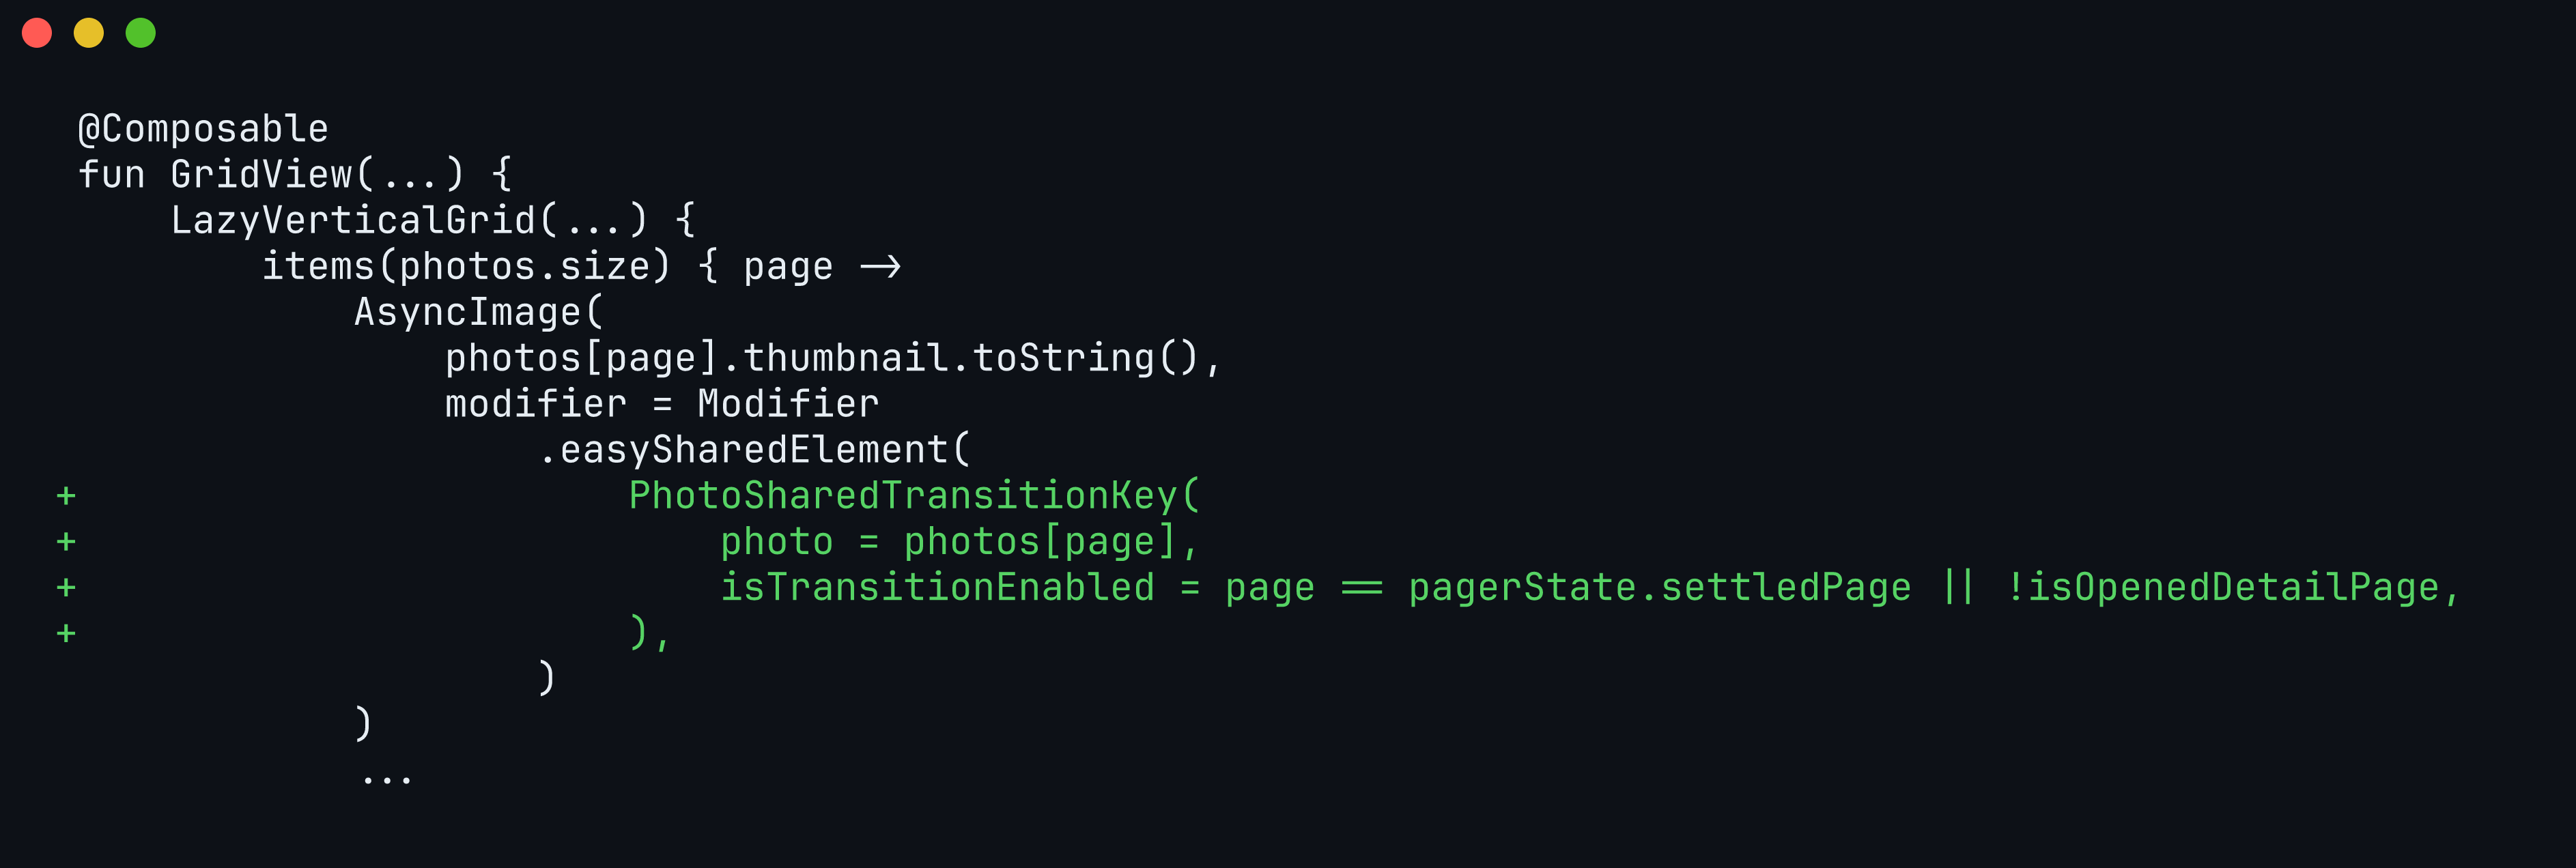 @Composable
fun GridView(...) {
    LazyVerticalGrid(...) {
        items(photos.size) { page ->
            AsyncImage(
                photos[page].thumbnail.toString(),
                modifier = Modifier
                    .easySharedElement(
+                        PhotoSharedTransitionKey(
+                            photo = photos[page],
+                            isTransitionEnabled = page == pagerState.settledPage || !isOpenedDetailPage,
+                        ),
                    )
            )
            ...